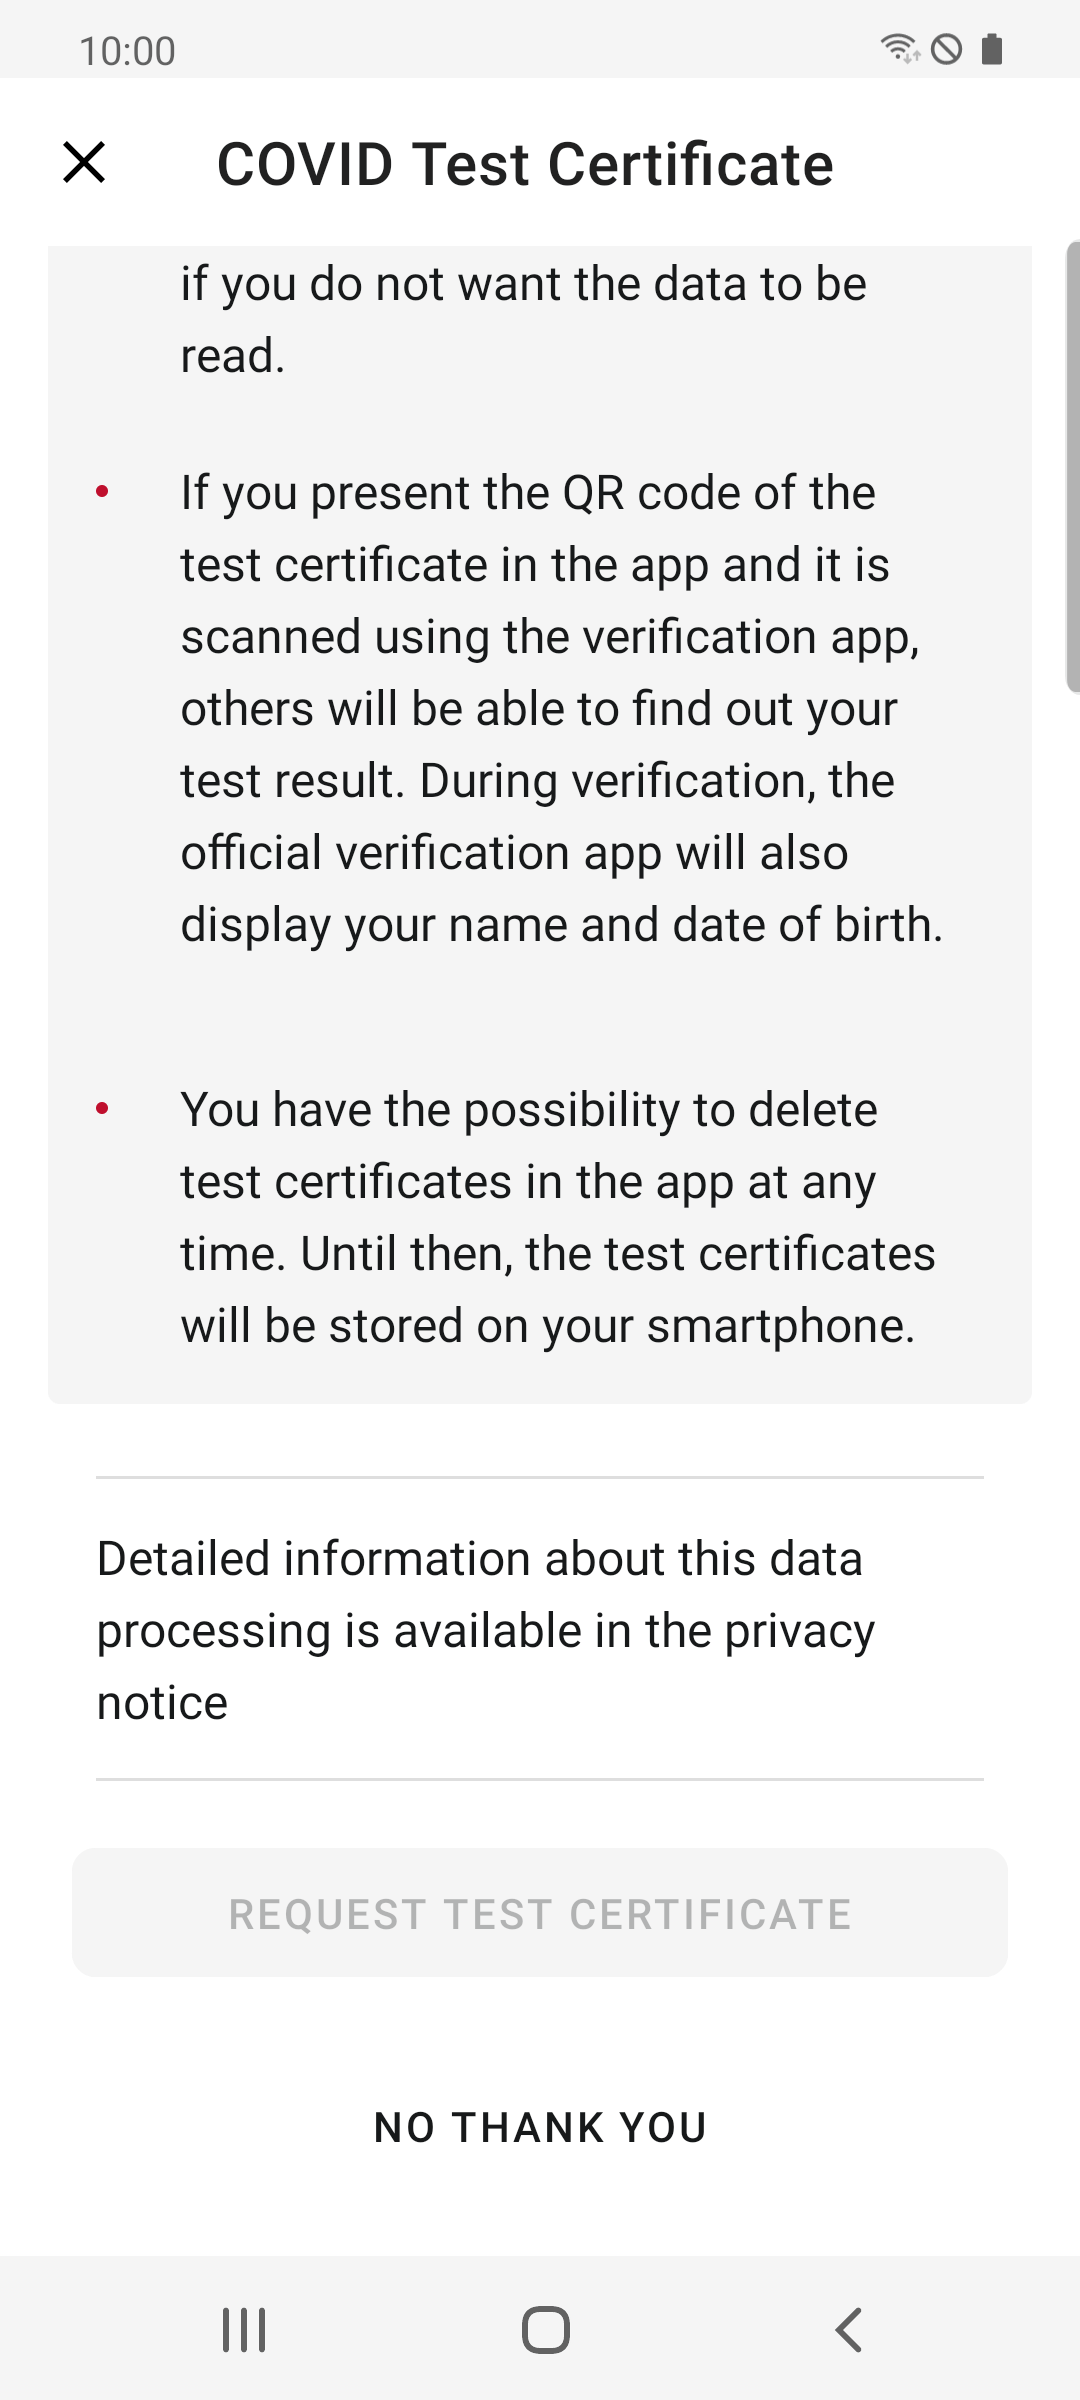 10:00
COVID Test Certificate
if you do not want the data to be
read.
If you present the QR code of the
test certificate in the app and it is
scanned using the verification app,
others will be able to find out your
test result. During verification, the
official verification app will also
display your name and date of birth.
You have the possibility to delete
test certificates in the app at any
time. Until then, the test certificates
will be stored on your smartphone.
Detailed information about this data
processing is available in the privacy
notice
REQUEST TEST CERTIFICATE
NO THANK YOU